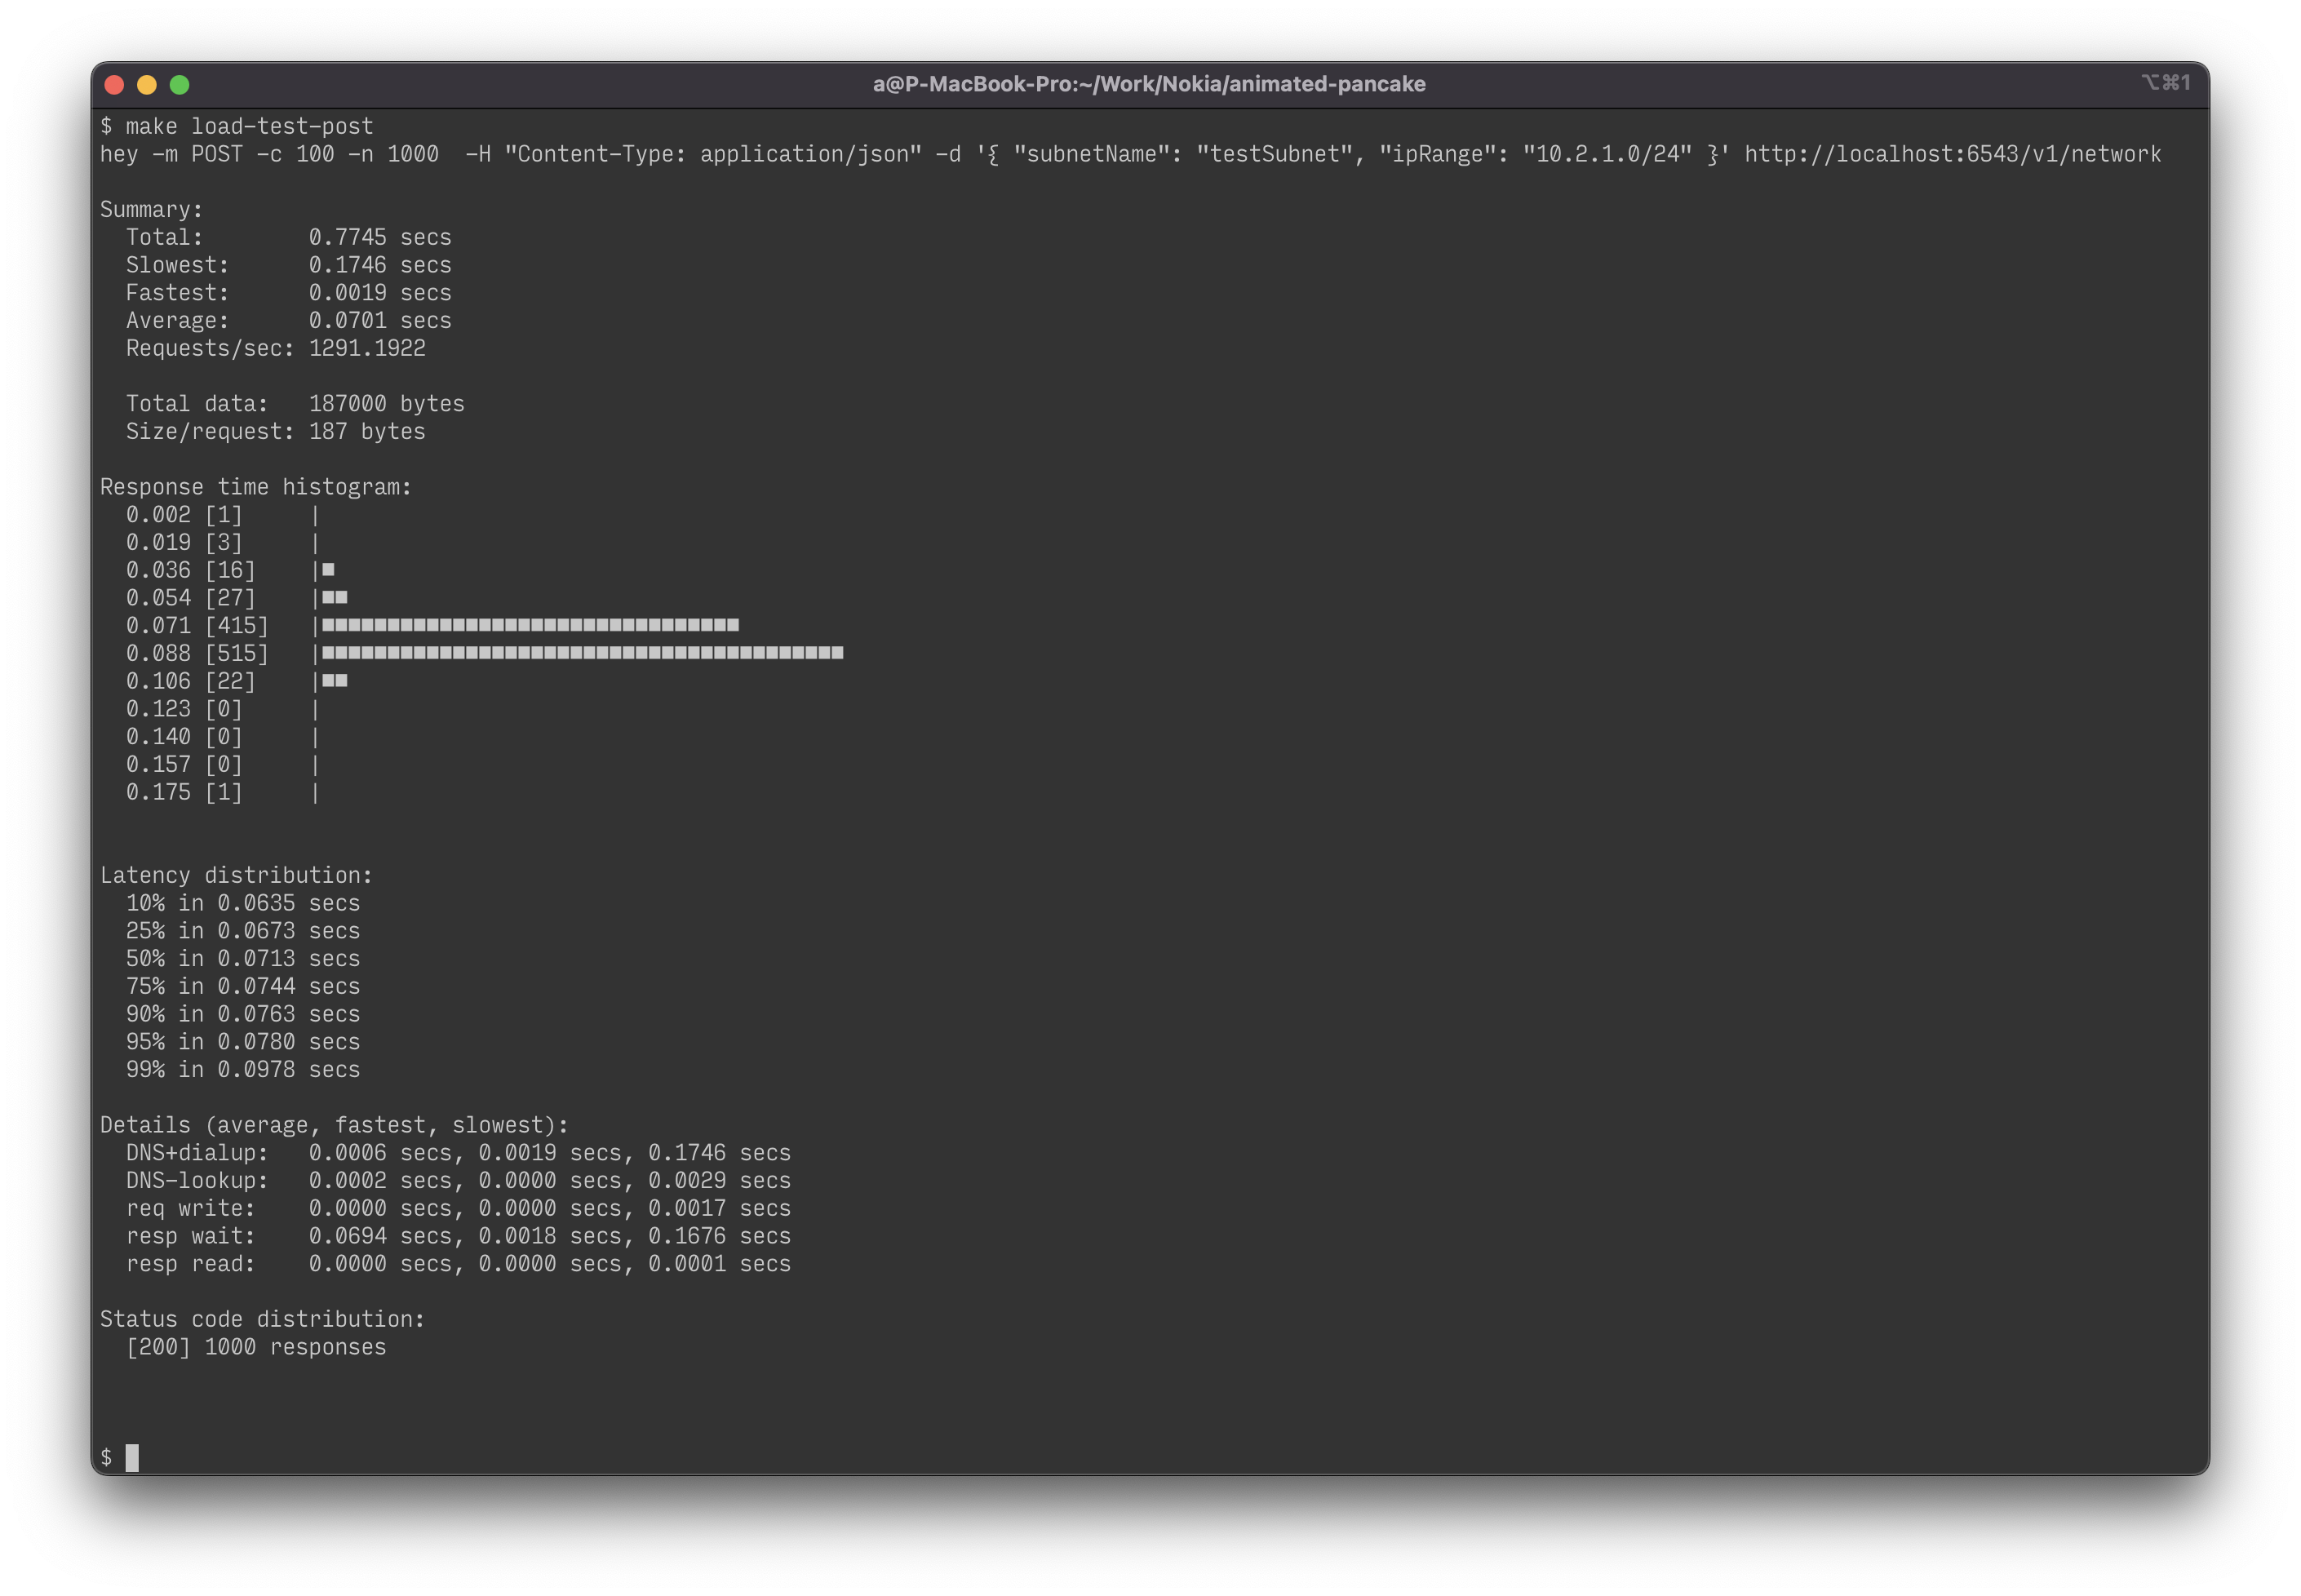 a@P-MacBook-Pro:~/Work/Nokia/animated-pancake ⌥⌘1
$ make load-test-post
hey -m POST -c 100 -n 1000  -H "Content-Type: application/json" -d '{ "subnetName": "testSubnet", "ipRange": "10.2.1.0/24" }' http://localhost:6543/v1/network
Summary:
  Total:        0.7745 secs
  Slowest:      0.1746 secs
  Fastest:      0.0019 secs
  Average:      0.0701 secs
  Requests/sec: 1291.1922
  Total data:   187000 bytes
  Size/request: 187 bytes
Response time histogram:
  0.002 [1]     |
  0.019 [3]     |
  0.036 [16]    |■
  0.054 [27]    |■■
  0.071 [415]   |■■■■■■■■■■■■■■■■■■■■■■■■■■■■■■■■
  0.088 [515]   |■■■■■■■■■■■■■■■■■■■■■■■■■■■■■■■■■■■■■■■■
  0.106 [22]    |■■
  0.123 [0]     |
  0.140 [0]     |
  0.157 [0]     |
  0.175 [1]     |
Latency distribution:
  10% in 0.0635 secs
  25% in 0.0673 secs
  50% in 0.0713 secs
  75% in 0.0744 secs
  90% in 0.0763 secs
  95% in 0.0780 secs
  99% in 0.0978 secs
Details (average, fastest, slowest):
  DNS+dialup:   0.0006 secs, 0.0019 secs, 0.1746 secs
  DNS-lookup:   0.0002 secs, 0.0000 secs, 0.0029 secs
  req write:    0.0000 secs, 0.0000 secs, 0.0017 secs
  resp wait:    0.0694 secs, 0.0018 secs, 0.1676 secs
  resp read:    0.0000 secs, 0.0000 secs, 0.0001 secs
Status code distribution:
  [200] 1000 responses
$